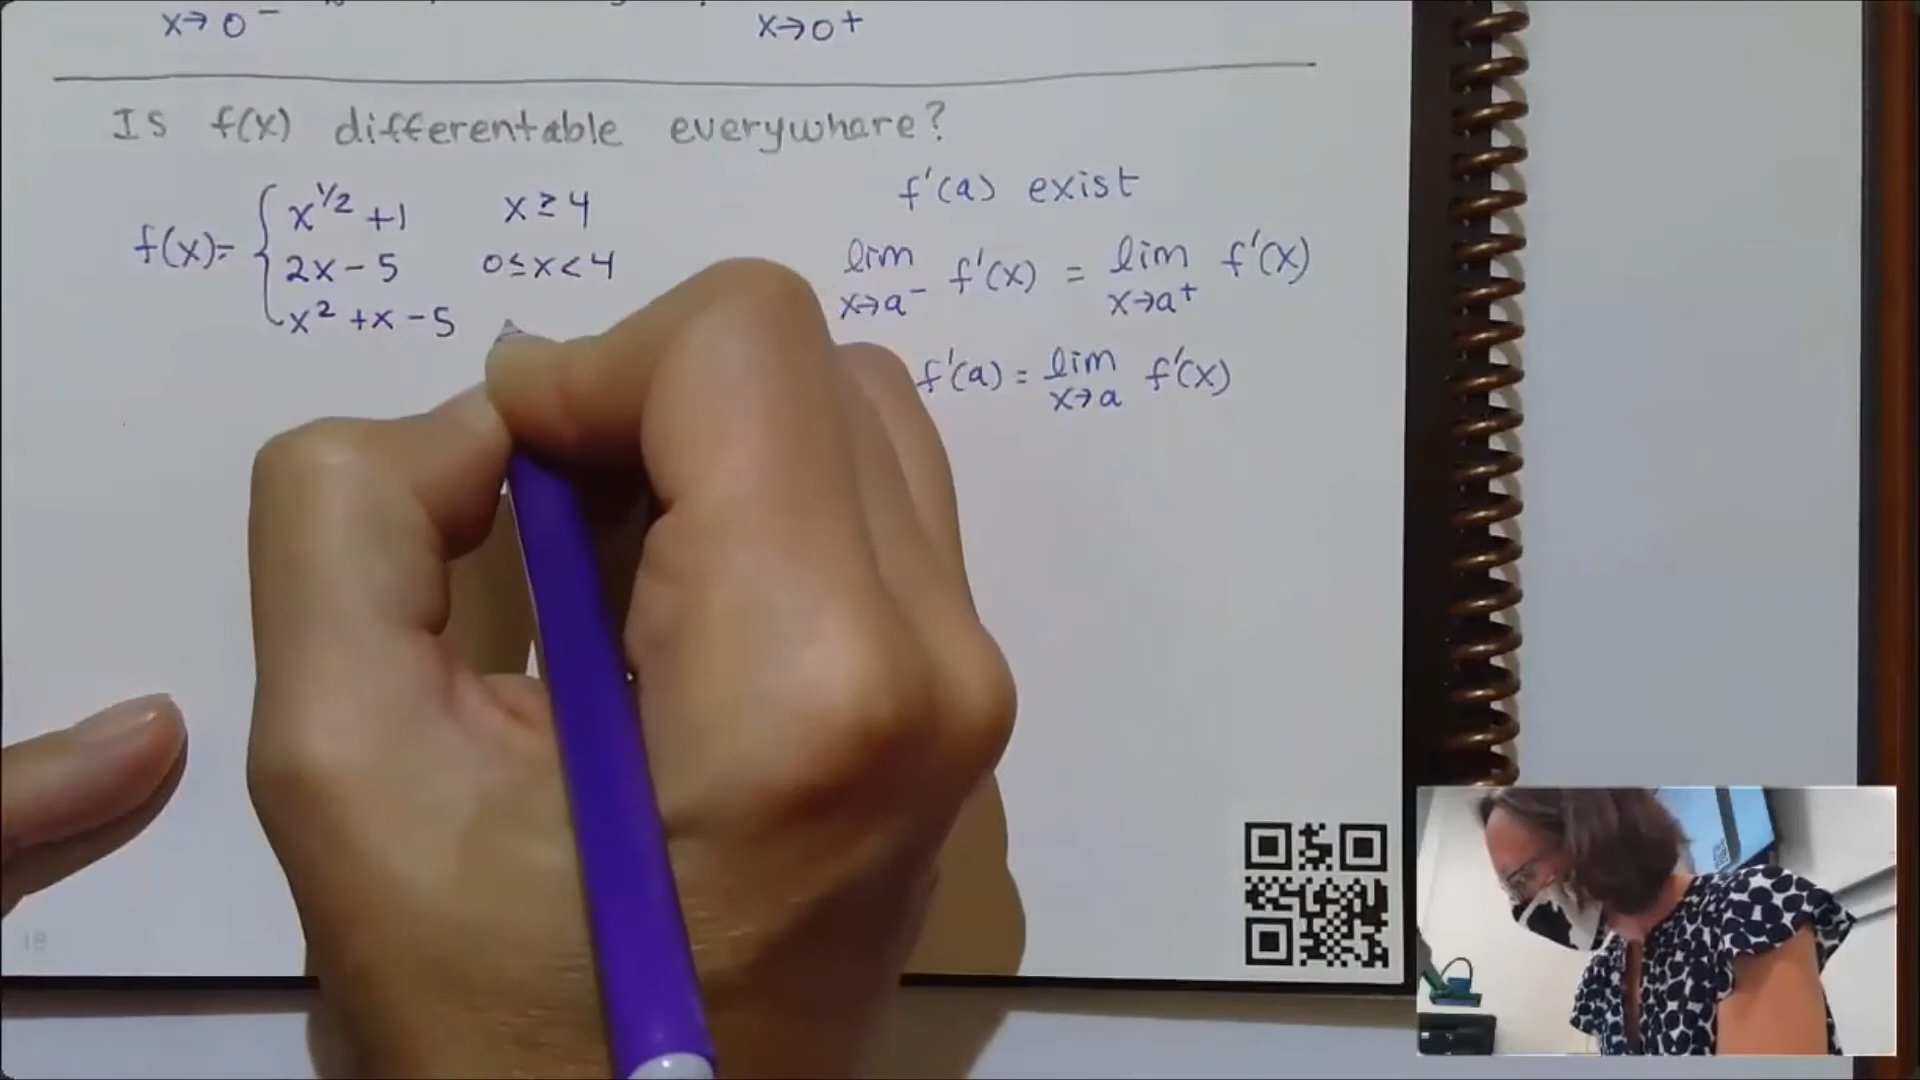 x→0⁻ x→0⁺
Is f(x) differentable everywhere?
f(x)= { x^1/2 +1 x ≥ 4
2x - 5 0 ≤ x < 4
x² + x - 5
f'(a) exist
lim x→a⁻ f'(x) = lim x→a⁺ f'(x)
f'(a) = lim x→a f'(x)
18